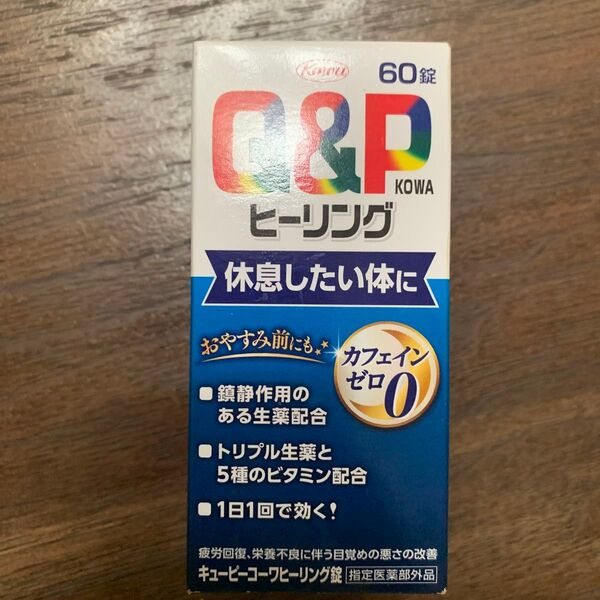 Kowa
60錠
Q&P
KOWA
ヒーリング
休息したい体に
おやすみ前にも
カフェイン
ゼロ0
鎮静作用の
ある生薬配合
トリプル生薬と
5種のビタミン配合
1日1回で効く!
疲労回復、栄養不良に伴う目覚めの悪さの改善
キューピーコーワヒーリング錠 指定医薬部外品